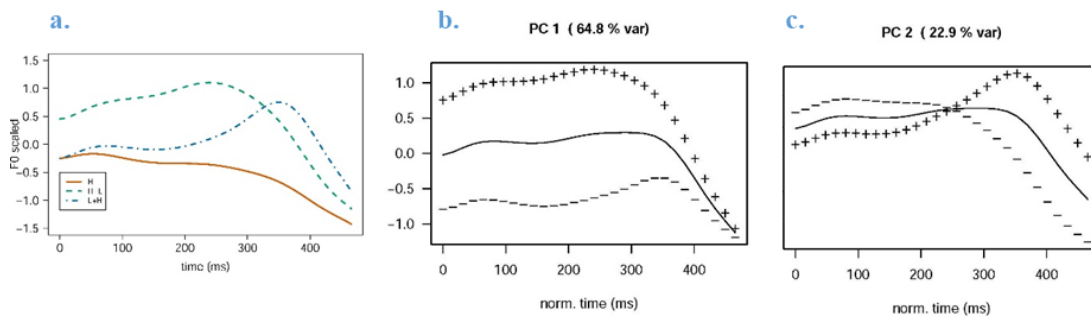 a.
F0 scaled
1.5
1.0
0.5
0.0
−0.5
−1.0
−1.5
H
L+H
0 100 200 300 400
time (ms)
b.
PC 1 ( 64.8 % var)
1.0
0.5
0.0
−0.5
−1.0
0 100 200 300 400
norm. time (ms)
c.
PC 2 ( 22.9 % var)
0 100 200 300 400
norm. time (ms)